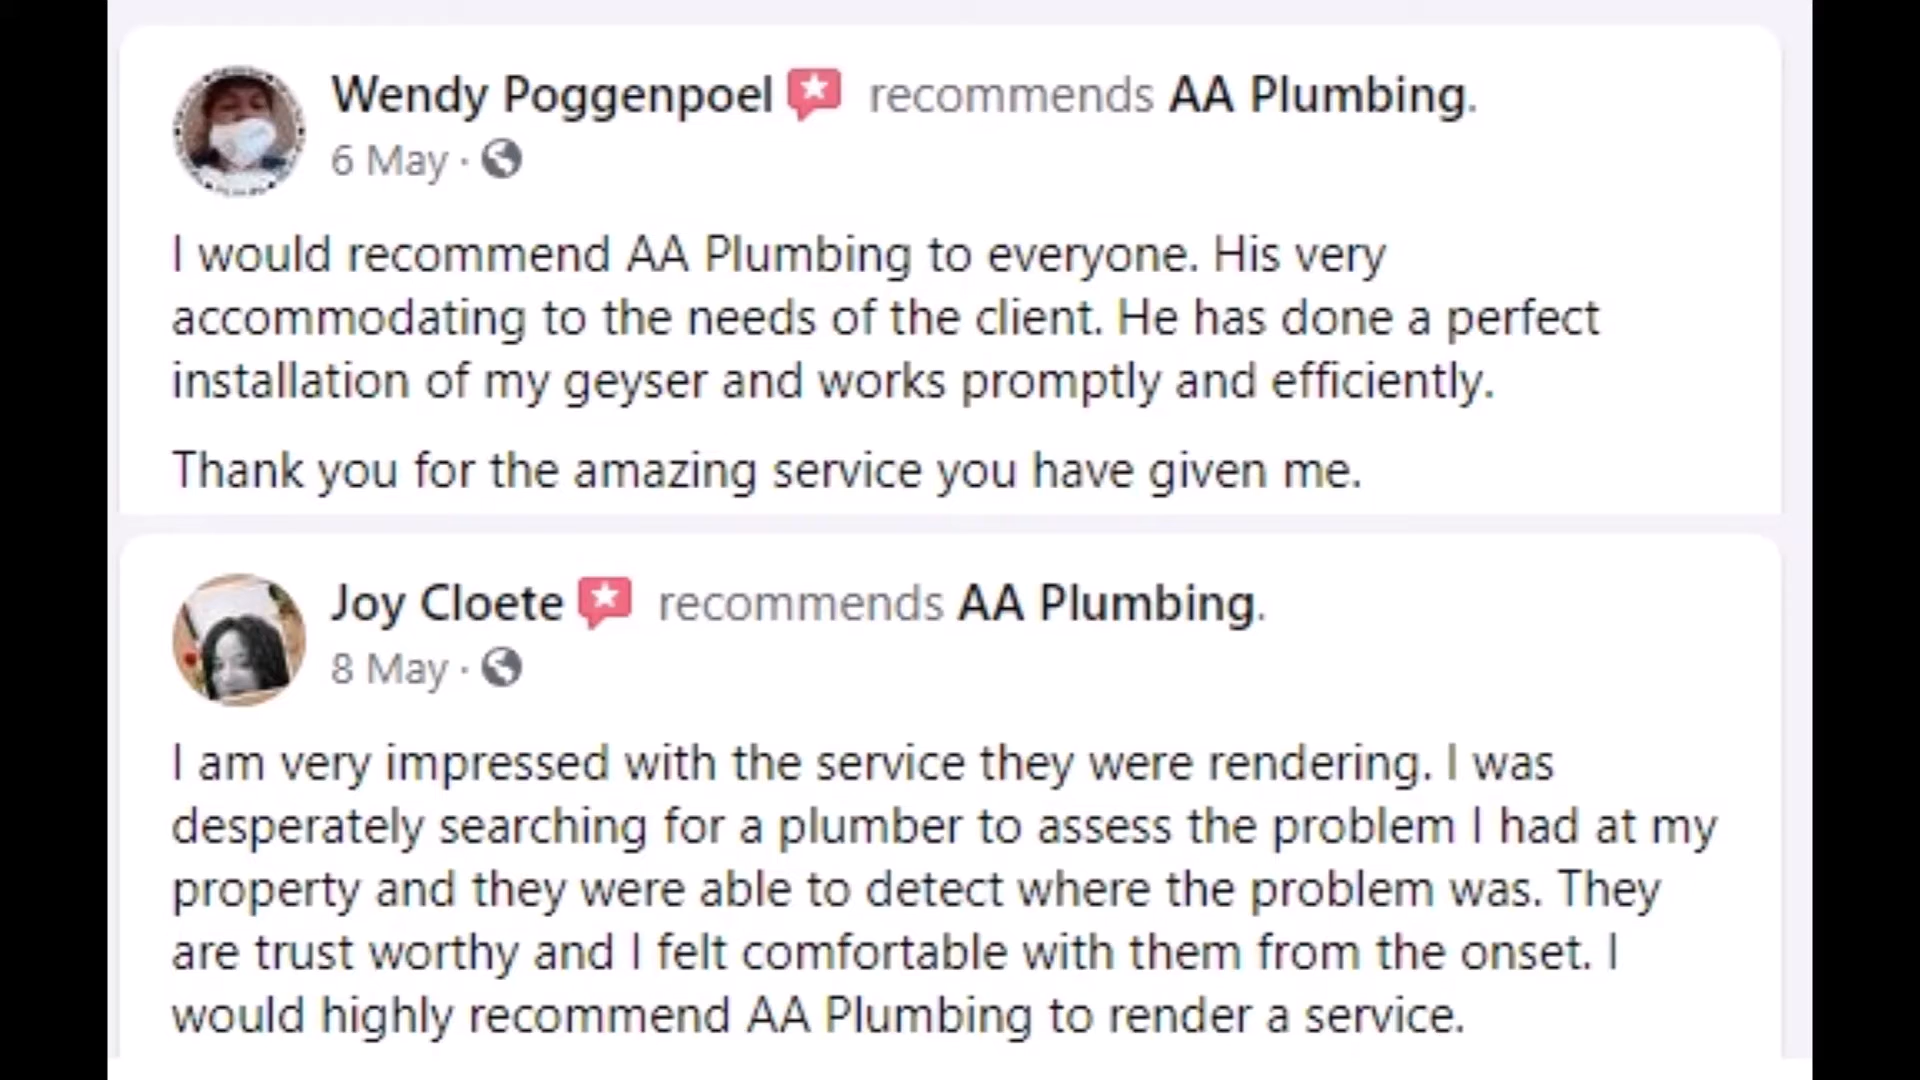 Wendy Poggenpoel recommends AA Plumbing.
6 May ·
I would recommend AA Plumbing to everyone. His very
accommodating to the needs of the client. He has done a perfect
installation of my geyser and works promptly and efficiently.
Thank you for the amazing service you have given me.
Joy Cloete recommends AA Plumbing.
8 May ·
I am very impressed with the service they were rendering. I was
desperately searching for a plumber to assess the problem I had at my
property and they were able to detect where the problem was. They
are trust worthy and I felt comfortable with them from the onset. I
would highly recommend AA Plumbing to render a service.